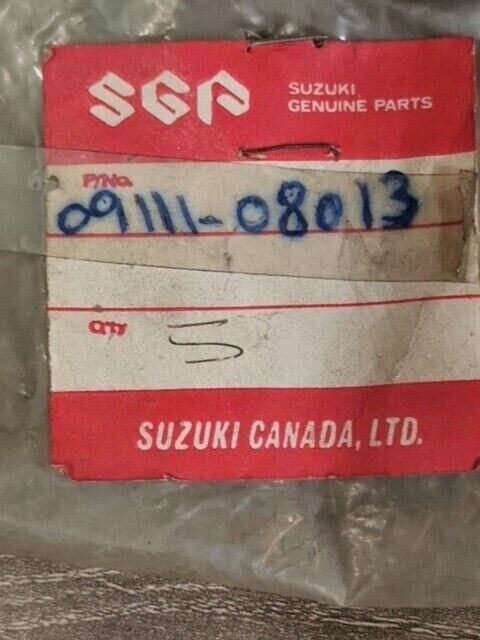 SGP
SUZUKI
GENUINE PARTS
P/No.
09111-08013
QTY
5
SUZUKI CANADA, LTD.